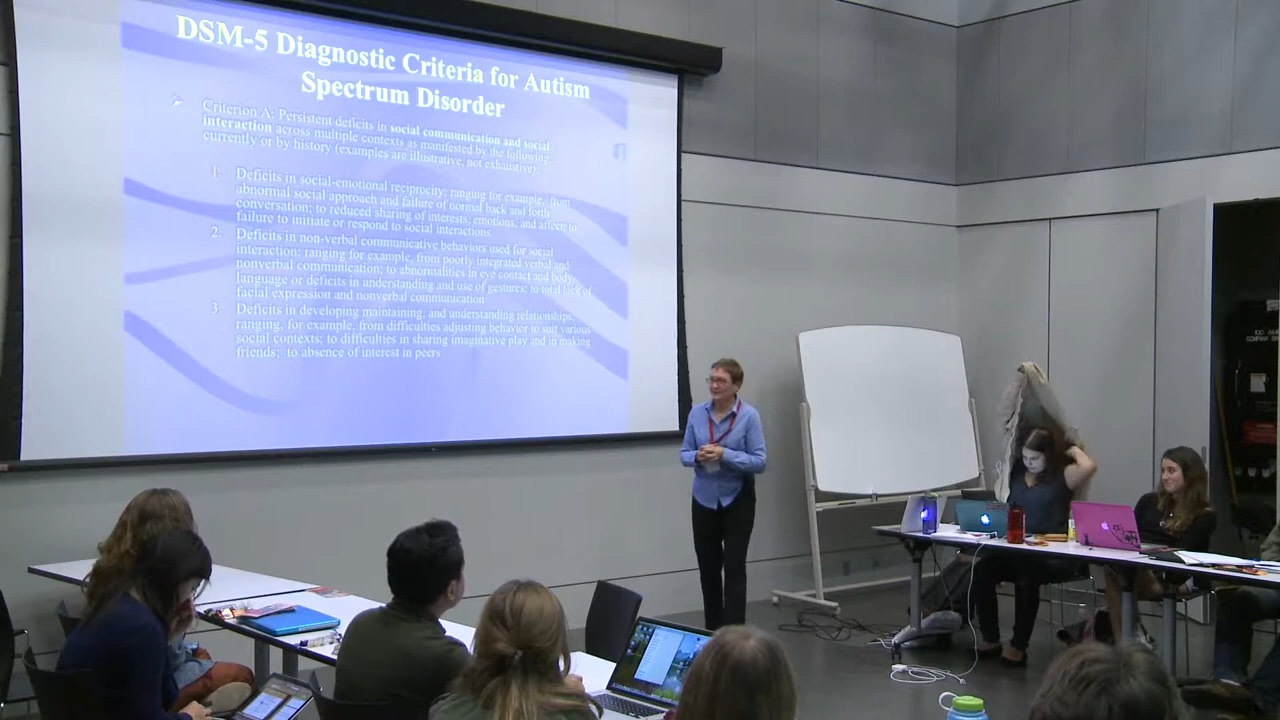 DSM-5 Diagnostic Criteria for Autism
Spectrum Disorder
Criterion A: Persistent deficits in social communication and social
interaction across multiple contexts as manifested by the following,
currently or by history (examples are illustrative, not exhaustive):
1. Deficits in social-emotional reciprocity; ranging for example, from
abnormal social approach and failure of normal back and forth
conversation; to reduced sharing of interests, emotions, and affect; to
failure to initiate or respond to social interactions.
2. Deficits in non-verbal communicative behaviors used for social
interaction; ranging for example, from poorly integrated verbal and
nonverbal communication; to abnormalities in eye contact and body-
language or deficits in understanding and use of gestures; to total lack of
facial expression and nonverbal communication
3. Deficits in developing maintaining, and understanding relationships,
ranging, for example, from difficulties adjusting behavior to suit various
social contexts; to difficulties in sharing imaginative play and in making
friends; to absence of interest in peers